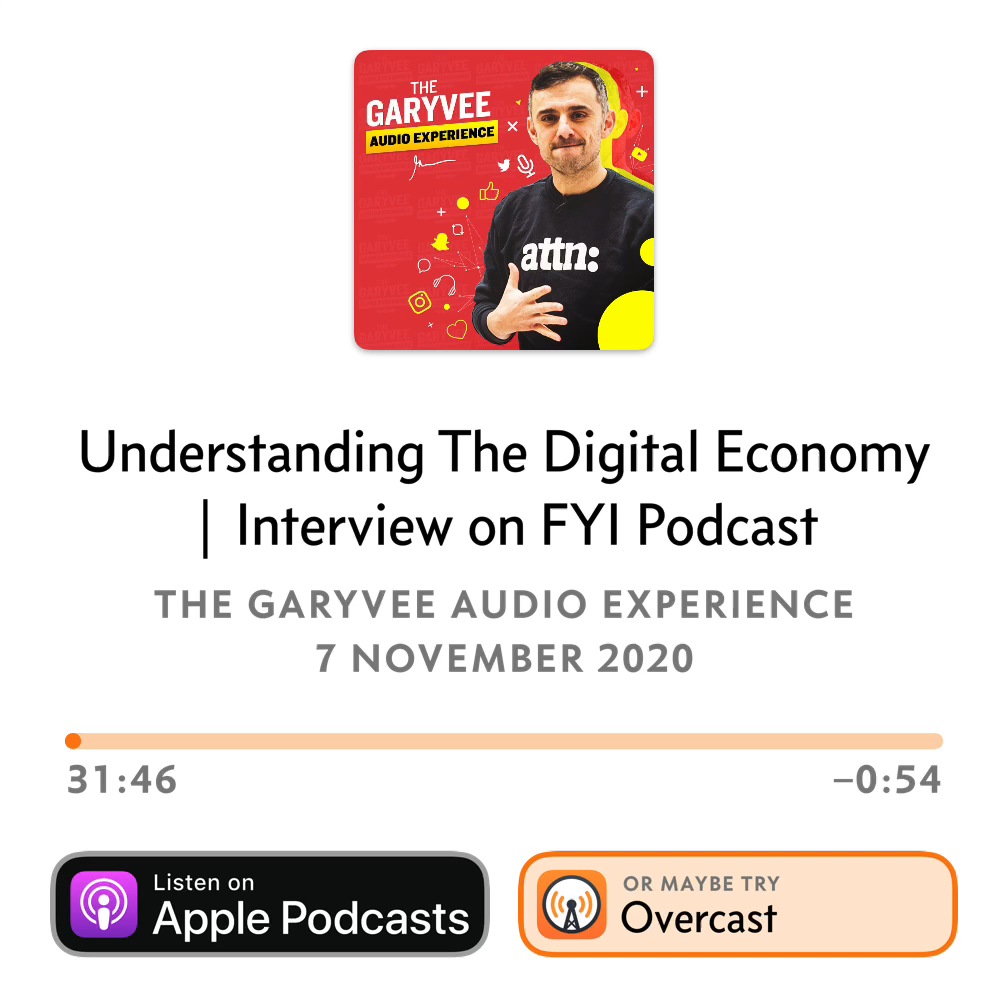 THE
GARYVEE
AUDIO EXPERIENCE
attn:
Understanding The Digital Economy
| Interview on FYI Podcast
THE GARYVEE AUDIO EXPERIENCE
7 NOVEMBER 2020
31:46
–0:54
Listen on
Apple Podcasts
OR MAYBE TRY
Overcast